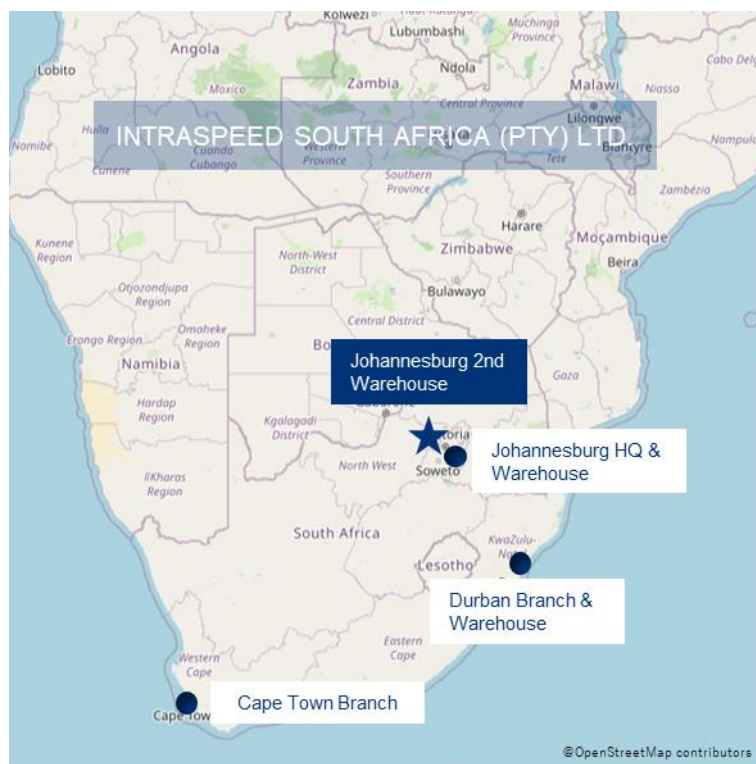 Kolwezi
Lubumbashi
Muchinga Province
Angola
Lobito
Moxico
Zambia
Ndola
Malawi
Niassa
Cabo Del
Central Province
Lilongwe
INTRASPEED SOUTH AFRICA (PTY) LTD
Namibe
Huíla
Cunene
Cuando
Cubango
Western
Province
Southern
Province
Tete
Blantyre
Nampula
Zambézia
Harare
Moçambique
Kunene
Region
North-West
District
Zimbabwe
Beira
Otjozondjupa
Region
Bulawayo
Omaheke
Region
Central District
Erongo Region
Namibia
Johannesburg 2nd
Warehouse
Gaza
Hardap
Region
Kgalagadi
District
Johannesburg HQ &
Warehouse
North West
Soweto
IlKharas
Region
South Africa
Lesotho
KwaZulu-
Durban Branch &
Warehouse
Eastern
Cape
Western
Cape
Cape Town Branch
Cape Tow
©OpenStreetMap contributors